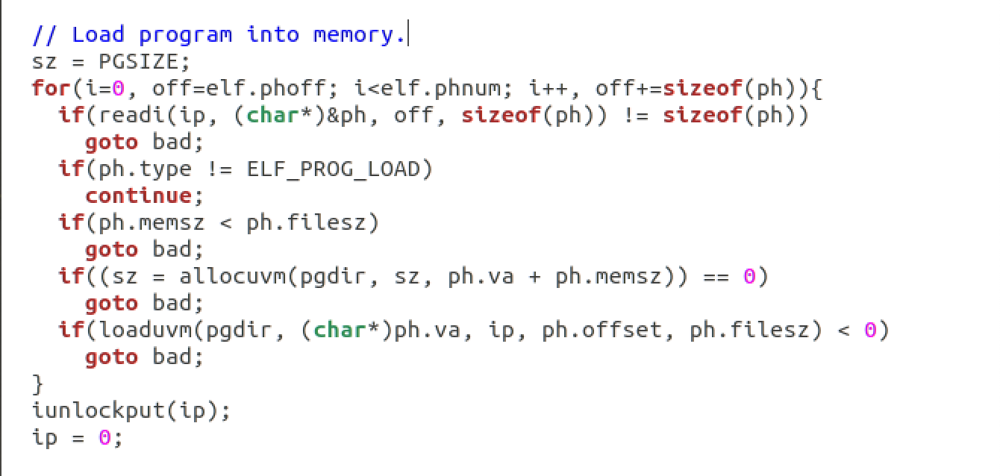 // Load program into memory.
sz = PGSIZE;
for(i=0, off=elf.phoff; i<elf.phnum; i++, off+=sizeof(ph)){
  if(readi(ip, (char*)&ph, off, sizeof(ph)) != sizeof(ph))
    goto bad;
  if(ph.type != ELF_PROG_LOAD)
    continue;
  if(ph.memsz < ph.filesz)
    goto bad;
  if((sz = allocuvm(pgdir, sz, ph.va + ph.memsz)) == 0)
    goto bad;
  if(loaduvm(pgdir, (char*)ph.va, ip, ph.offset, ph.filesz) < 0)
    goto bad;
}
iunlockput(ip);
ip = 0;